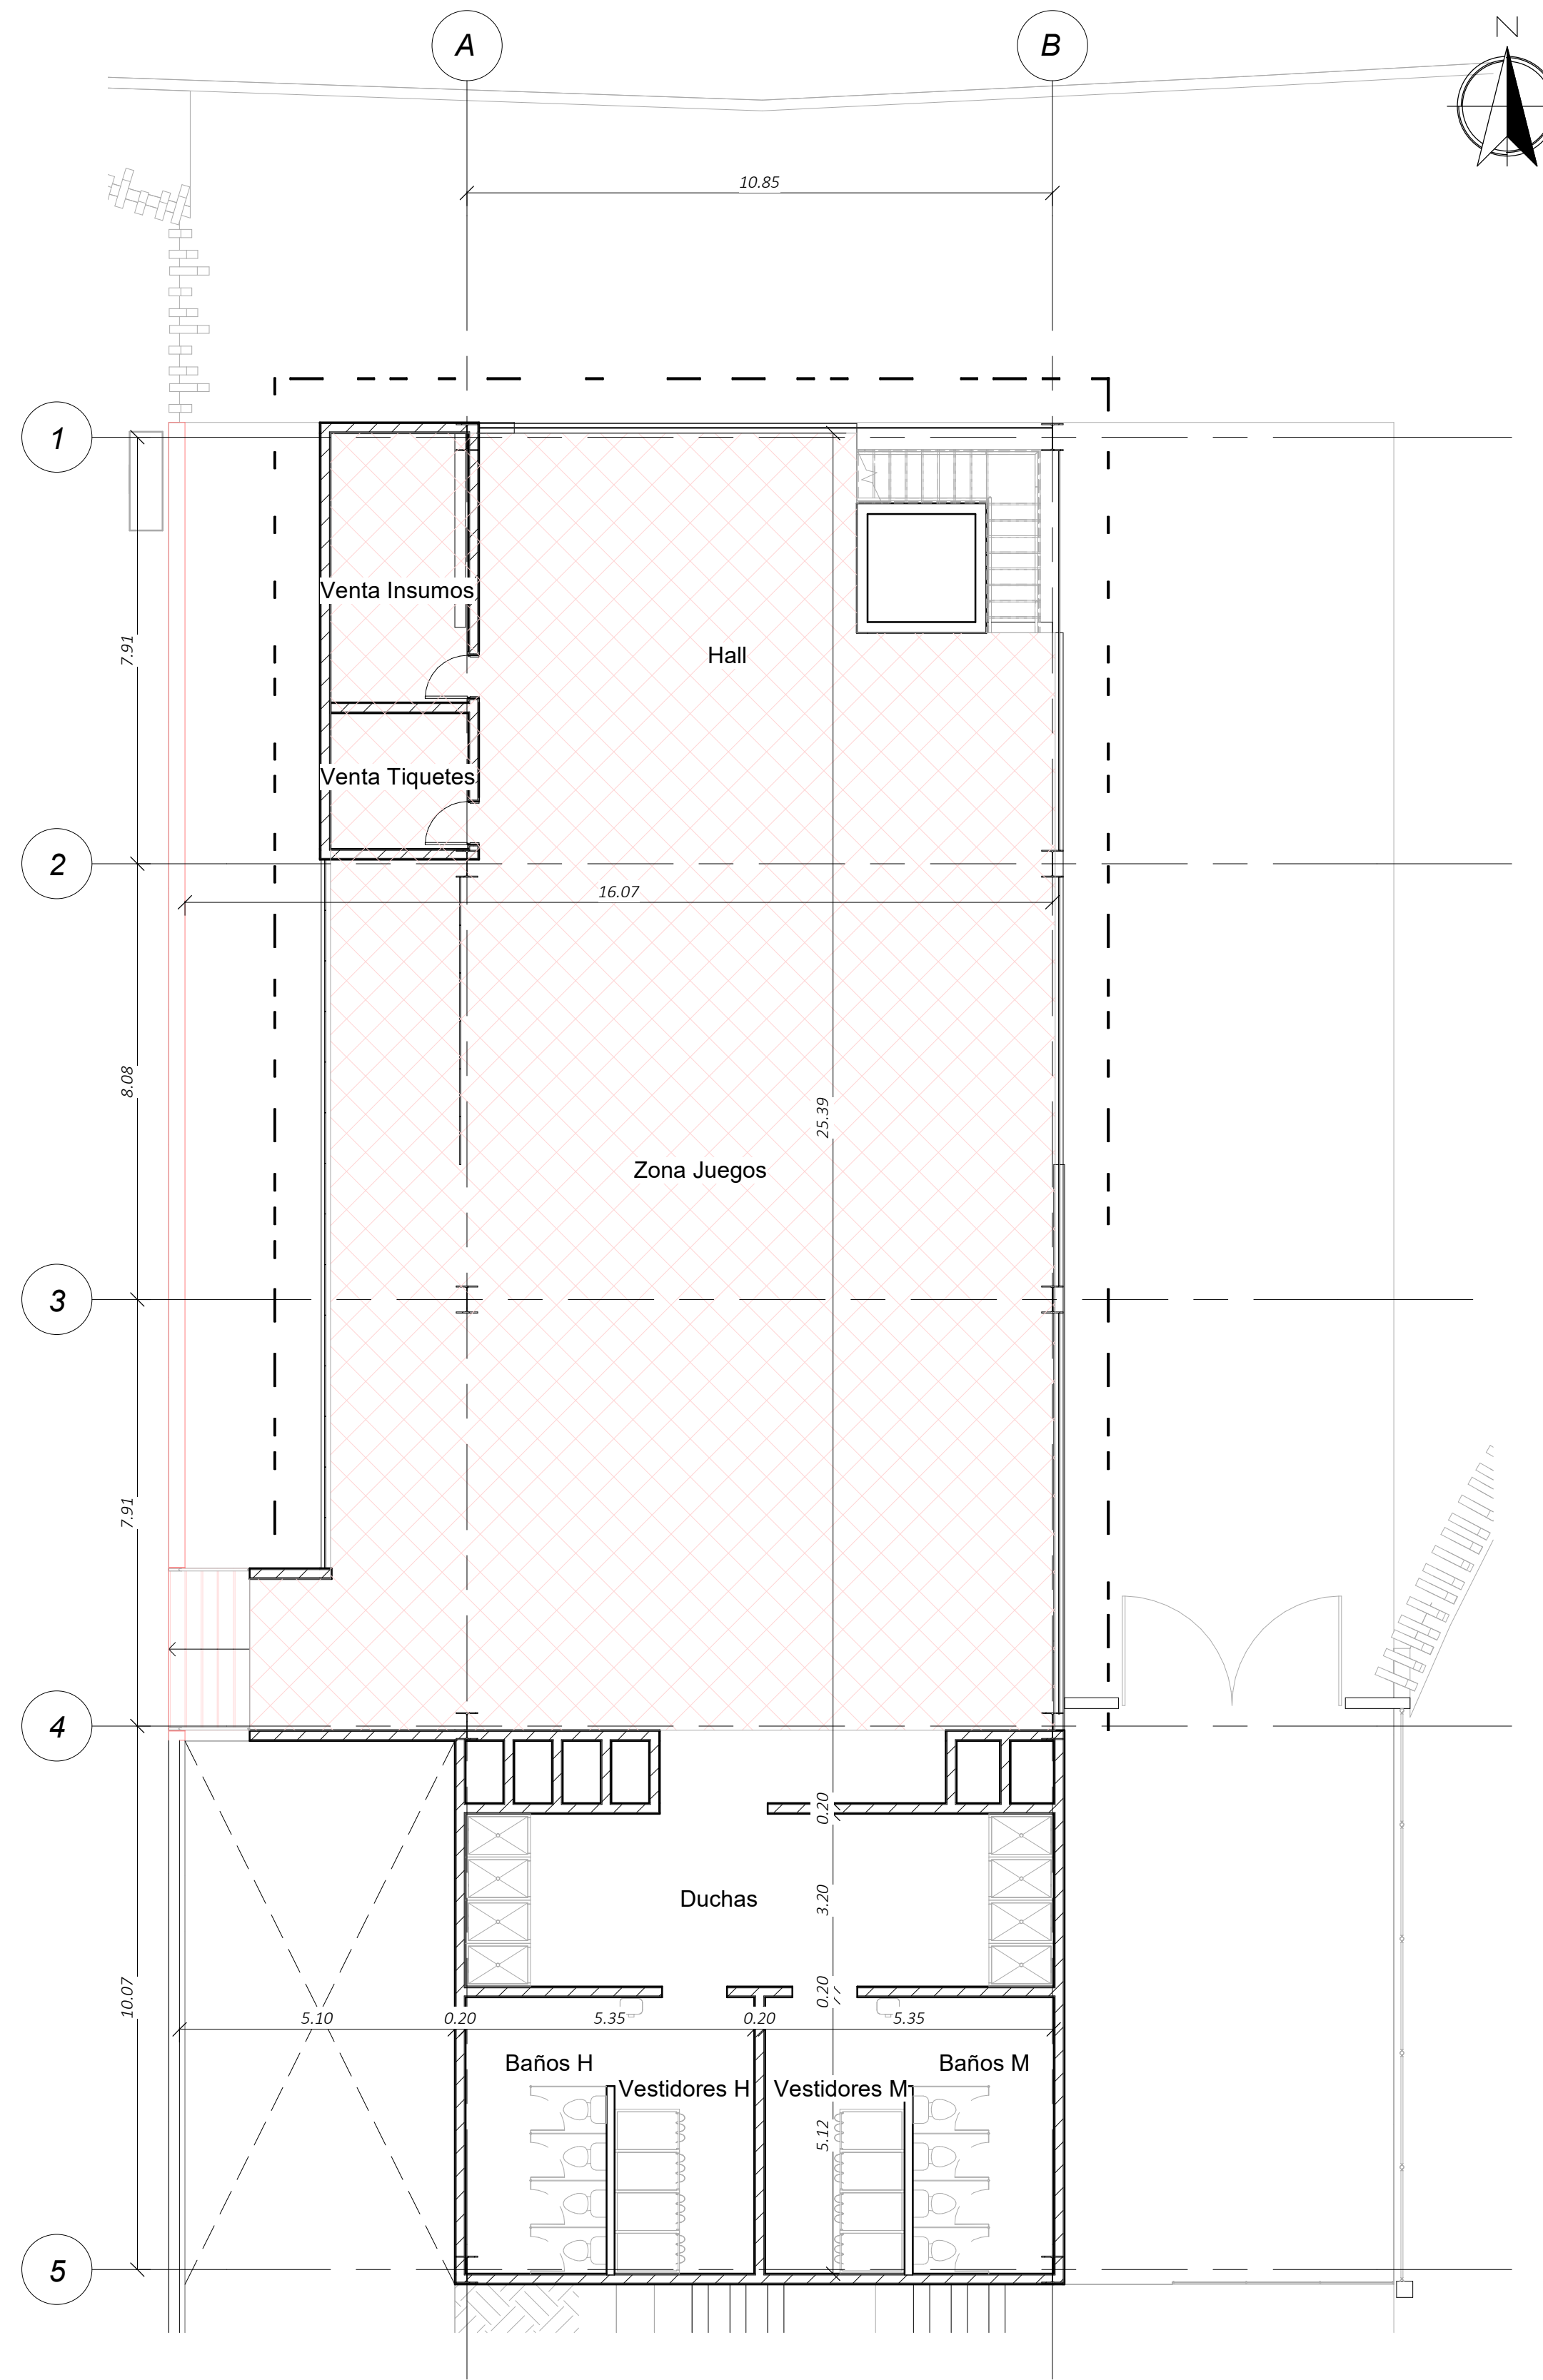 A
B
N
10.85
1
Venta Insumos
7.91
Hall
Venta Tiquetes
2
16.07
8.08
25.39
Zona Juegos
3
7.91
4
0.20
Duchas
3.20
10.07
0.20
5.10
0.20
5.35
0.20
5.35
Baños H
Baños M
Vestidores H
Vestidores M
5.12
5